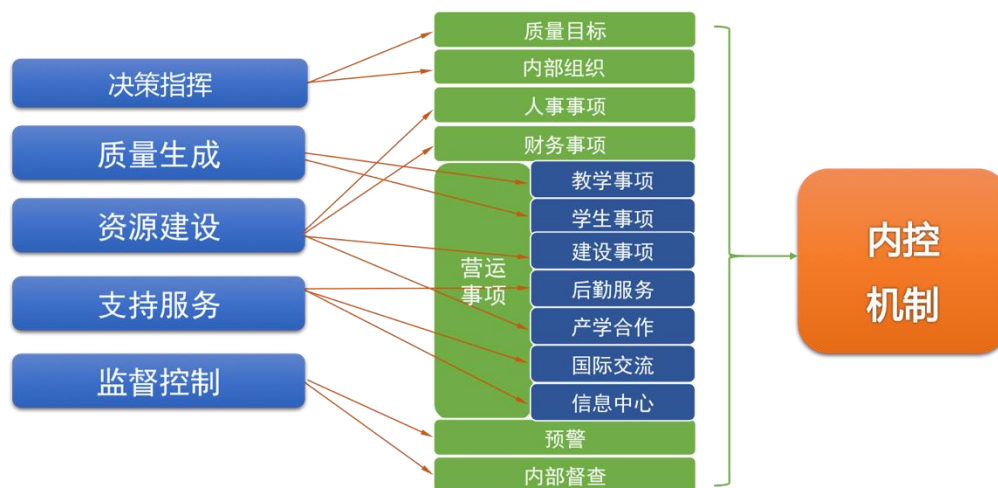 决策指挥
质量生成
资源建设
支持服务
监督控制
质量目标
内部组织
人事事项
财务事项
营运
事项
教学事项
学生事项
建设事项
后勤服务
产学合作
国际交流
信息中心
预警
内部督查
内控
机制